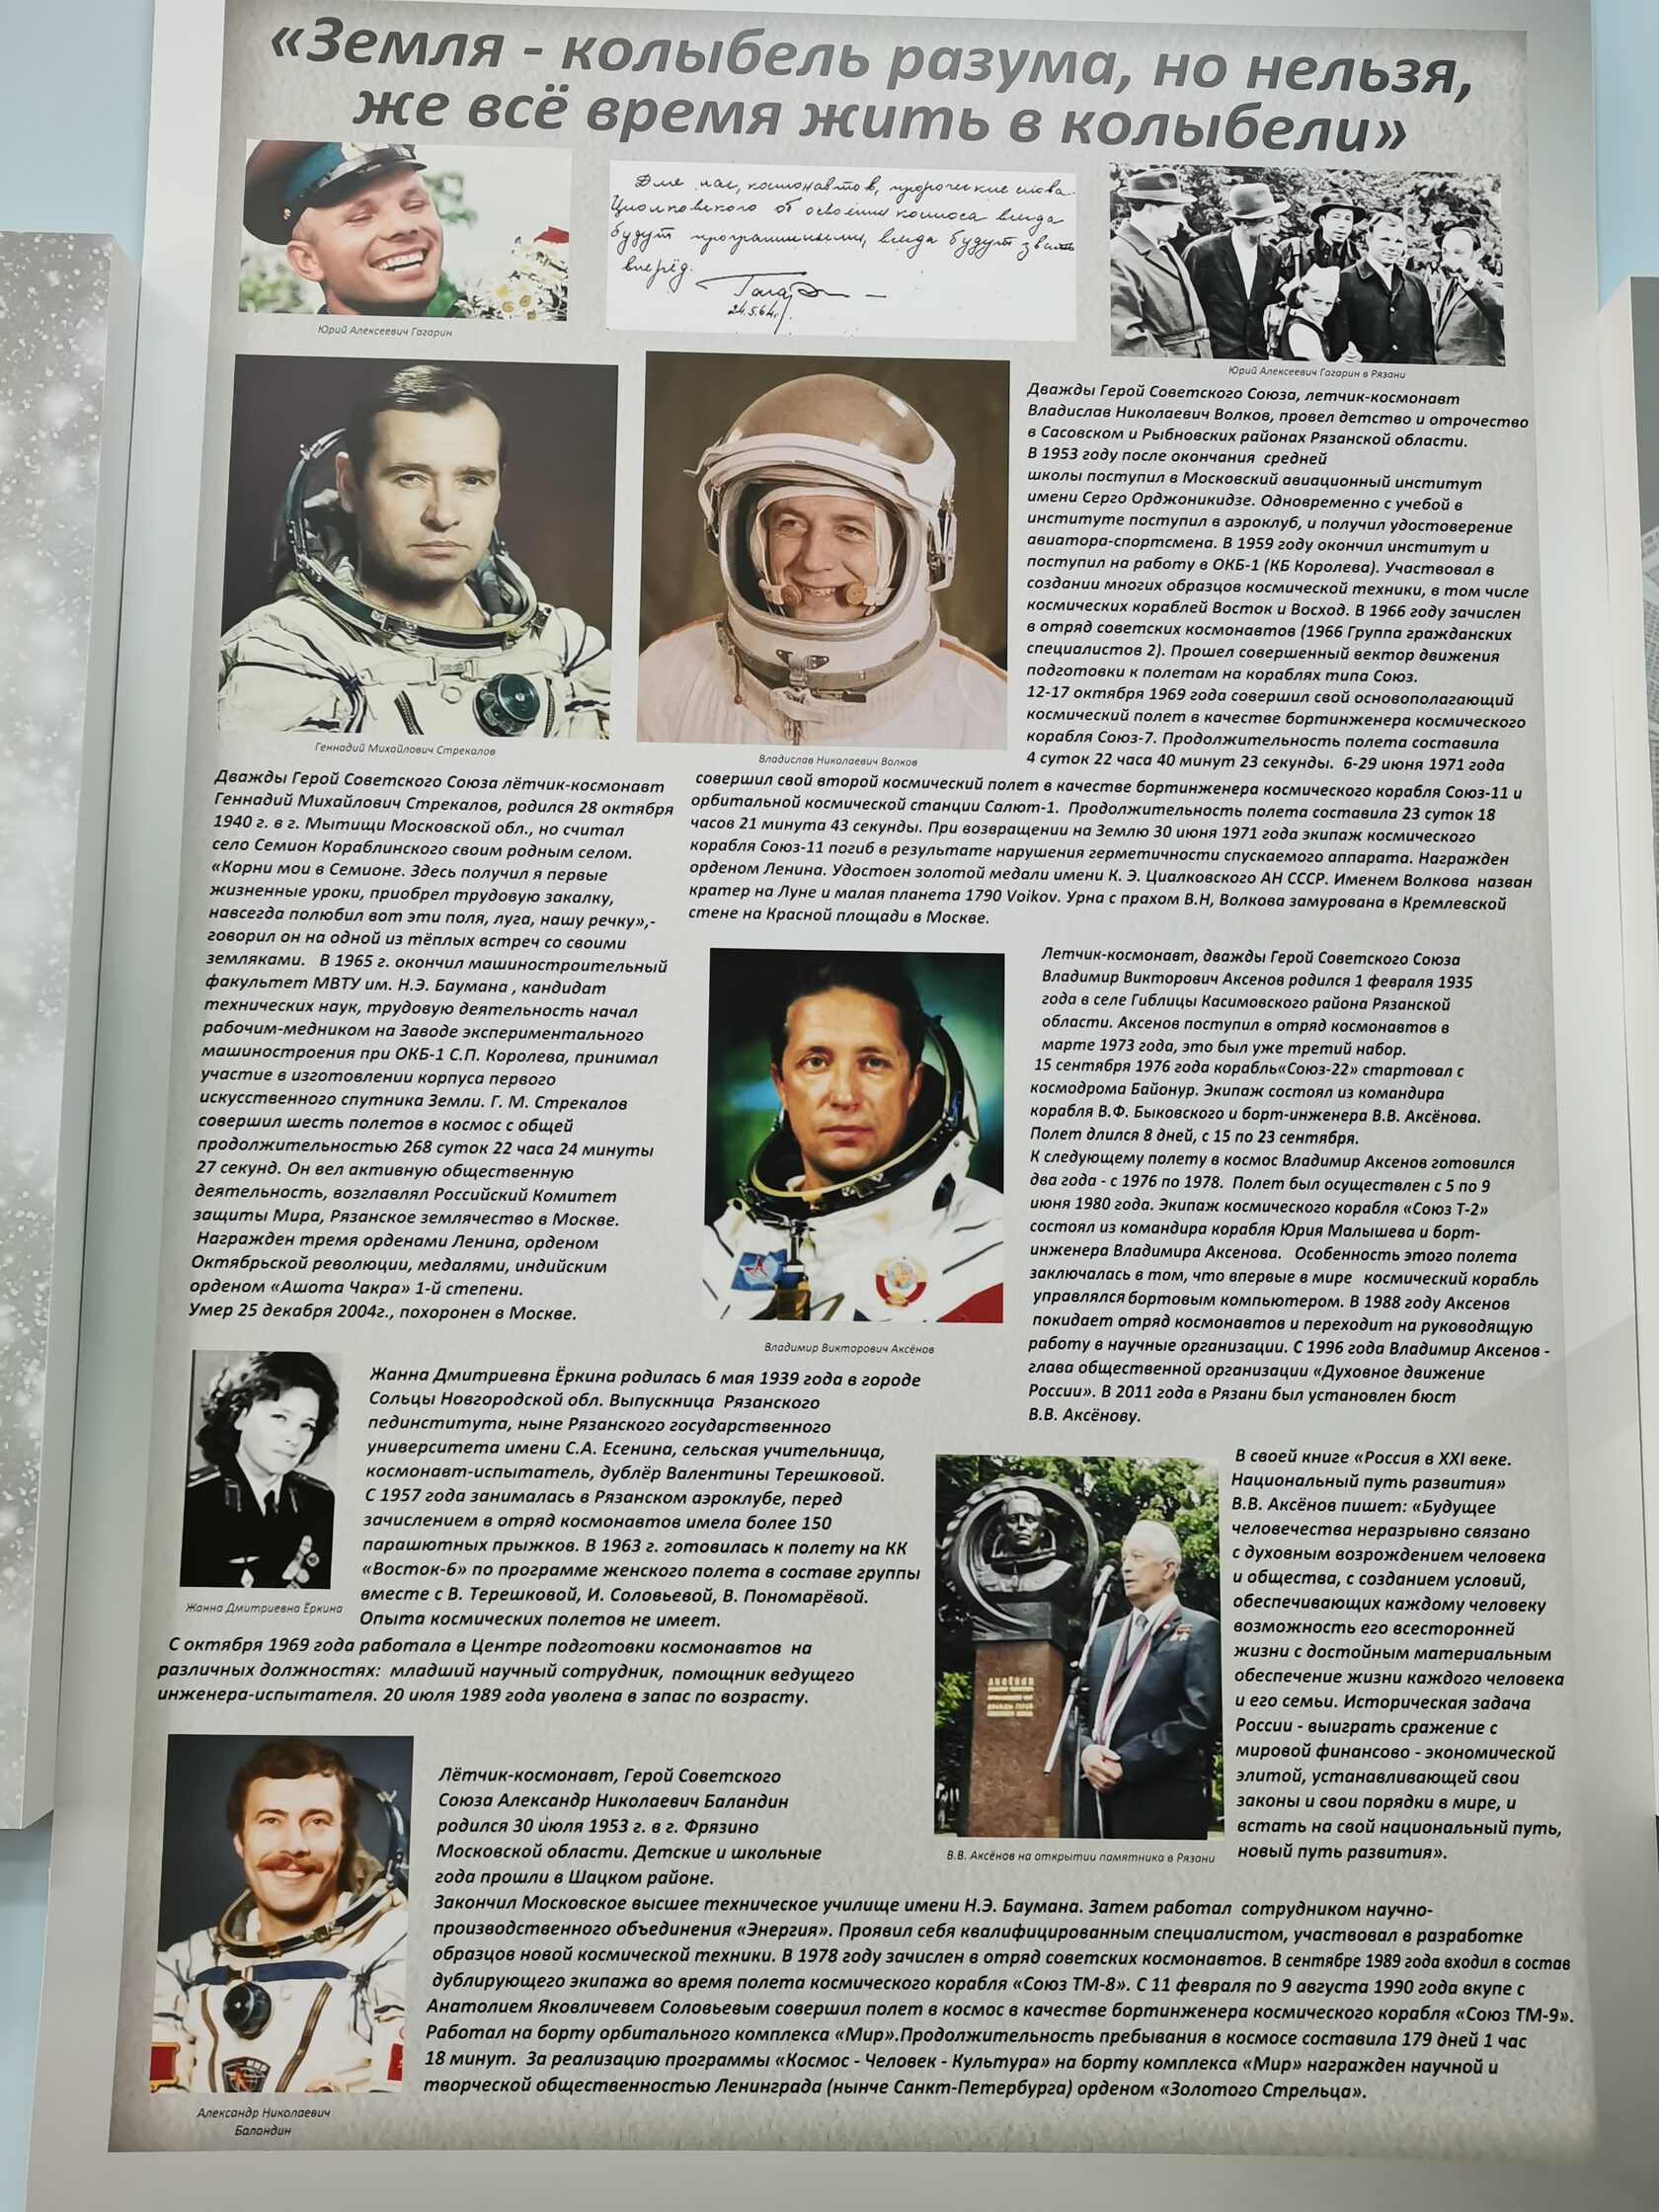 «Земля - колыбель разума, но нельзя,
же всё время жить в колыбели»
Для нас, космонавтов, пророческие слова
Циолковского об освоении космоса всегда
будут программными, всегда будут звать
вперёд.
24.5.64г.
Юрий Алексеевич Гагарин
Юрий Алексеевич Гагарин в Рязани
Геннадий Михайлович Стрекалов
Владислав Николаевич Волков
Дважды Герой Советского Союза, летчик-космонавт
Владислав Николаевич Волков, провел детство и отрочество
в Сасовском и Рыбновских районах Рязанской области.
В 1953 году после окончания средней
школы поступил в Московский авиационный институт
имени Серго Орджоникидзе. Одновременно с учебой в
институте поступил в аэроклуб, и получил удостоверение
авиатора-спортсмена. В 1959 году окончил институт и
поступил на работу в ОКБ-1 (КБ Королева). Участвовал в
создании многих образцов космической техники, в том числе
космических кораблей Восток и Восход. В 1966 году зачислен
в отряд советских космонавтов (1966 Группа гражданских
специалистов 2). Прошел совершенный вектор движения
подготовки к полетам на кораблях типа Союз.
12-17 октября 1969 года совершил свой основополагающий
космический полет в качестве бортинженера космического
корабля Союз-7. Продолжительность полета составила
4 суток 22 часа 40 минут 23 секунды. 6-29 июня 1971 года
совершил свой второй космический полет в качестве бортинженера космического корабля Союз-11 и
орбитальной космической станции Салют-1. Продолжительность полета составила 23 суток 18
часов 21 минута 43 секунды. При возвращении на Землю 30 июня 1971 года экипаж космического
корабля Союз-11 погиб в результате нарушения герметичности спускаемого аппарата. Награжден
орденом Ленина. Удостоен золотой медали имени К. Э. Циалковского АН СССР. Именем Волкова назван
кратер на Луне и малая планета 1790 Voikov. Урна с прахом В.Н, Волкова замурована в Кремлевской
стене на Красной площади в Москве.
Дважды Герой Советского Союза лётчик-космонавт
Геннадий Михайлович Стрекалов, родился 28 октября
1940 г. в г. Мытищи Московской обл., но считал
село Семион Кораблинского своим родным селом.
«Корни мои в Семионе. Здесь получил я первые
жизненные уроки, приобрел трудовую закалку,
навсегда полюбил вот эти поля, луга, нашу речку»,-
говорил он на одной из тёплых встреч со своими
земляками. В 1965 г. окончил машиностроительный
факультет МВТУ им. Н.Э. Баумана , кандидат
технических наук, трудовую деятельность начал
рабочим-медником на Заводе экспериментального
машиностроения при ОКБ-1 С.П. Королева, принимал
участие в изготовлении корпуса первого
искусственного спутника Земли. Г. М. Стрекалов
совершил шесть полетов в космос с общей
продолжительностью 268 суток 22 часа 24 минуты
27 секунд. Он вел активную общественную
деятельность, возглавлял Российский Комитет
защиты Мира, Рязанское землячество в Москве.
Награжден тремя орденами Ленина, орденом
Октябрьской революции, медалями, индийским
орденом «Ашота Чакра» 1-й степени.
Умер 25 декабря 2004г., похоронен в Москве.
Владимир Викторович Аксёнов
Летчик-космонавт, дважды Герой Советского Союза
Владимир Викторович Аксенов родился 1 февраля 1935
года в селе Гиблицы Касимовского района Рязанской
области. Аксенов поступил в отряд космонавтов в
марте 1973 года, это был уже третий набор.
15 сентября 1976 года корабль«Союз-22» стартовал с
космодрома Байонур. Экипаж состоял из командира
корабля В.Ф. Быковского и борт-инженера В.В. Аксёнова.
Полет длился 8 дней, с 15 по 23 сентября.
К следующему полету в космос Владимир Аксенов готовился
два года - с 1976 по 1978. Полет был осуществлен с 5 по 9
июня 1980 года. Экипаж космического корабля «Союз Т-2»
состоял из командира корабля Юрия Малышева и борт-
инженера Владимира Аксенова. Особенность этого полета
заключалась в том, что впервые в мире космический корабль
управлялся бортовым компьютером. В 1988 году Аксенов
покидает отряд космонавтов и переходит на руководящую
работу в научные организации. С 1996 года Владимир Аксенов -
глава общественной организации «Духовное движение
России». В 2011 года в Рязани был установлен бюст
В.В. Аксёнову.
Жанна Дмитриевна Ёркина
Жанна Дмитриевна Ёркина родилась 6 мая 1939 года в городе
Сольцы Новгородской обл. Выпускница Рязанского
пединститута, ныне Рязанского государственного
университета имени С.А. Есенина, сельская учительница,
космонавт-испытатель, дублёр Валентины Терешковой.
С 1957 года занималась в Рязанском аэроклубе, перед
зачислением в отряд космонавтов имела более 150
парашютных прыжков. В 1963 г. готовилась к полету на КК
«Восток-6» по программе женского полета в составе группы
вместе с В. Терешковой, И. Соловьевой, В. Пономарёвой.
Опыта космических полетов не имеет.
С октября 1969 года работала в Центре подготовки космонавтов на
различных должностях: младший научный сотрудник, помощник ведущего
инженера-испытателя. 20 июля 1989 года уволена в запас по возрасту.
АКСЁНОВ
В.В. Аксёнов на открытии памятника в Рязани
В своей книге «Россия в XXI веке.
Национальный путь развития»
В.В. Аксёнов пишет: «Будущее
человечества неразрывно связано
с духовным возрождением человека
и общества, с созданием условий,
обеспечивающих каждому человеку
возможность его всесторонней
жизни с достойным материальным
обеспечение жизни каждого человека
и его семьи. Историческая задача
России - выиграть сражение с
мировой финансово - экономической
элитой, устанавливающей свои
законы и свои порядки в мире, и
встать на свой национальный путь,
новый путь развития».
Александр Николаевич
Баландин
Лётчик-космонавт, Герой Советского
Союза Александр Николаевич Баландин
родился 30 июля 1953 г. в г. Фрязино
Московской области. Детские и школьные
года прошли в Шацком районе.
Закончил Московское высшее техническое училище имени Н.Э. Баумана. Затем работал сотрудником научно-
производственного объединения «Энергия». Проявил себя квалифицированным специалистом, участвовал в разработке
образцов новой космической техники. В 1978 году зачислен в отряд советских космонавтов. В сентябре 1989 года входил в состав
дублирующего экипажа во время полета космического корабля «Союз ТМ-8». С 11 февраля по 9 августа 1990 года вкупе с
Анатолием Яковличевем Соловьевым совершил полет в космос в качестве бортинженера космического корабля «Союз ТМ-9».
Работал на борту орбитального комплекса «Мир».Продолжительность пребывания в космосе составила 179 дней 1 час
18 минут. За реализацию программы «Космос - Человек - Культура» на борту комплекса «Мир» награжден научной и
творческой общественностью Ленинграда (нынче Санкт-Петербурга) орденом «Золотого Стрельца».